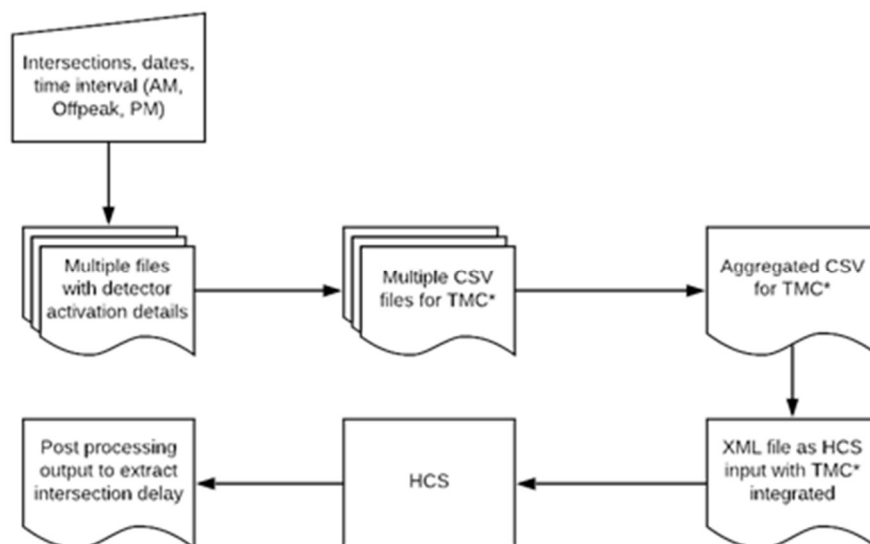 Intersections, dates,
time interval (AM,
Offpeak, PM)
Multiple files
with detector
activation details
Multiple CSV
files for TMC*
Aggregated CSV
for TMC*
Post processing
output to extract
intersection delay
HCS
XML file as HCS
input with TMC*
integrated